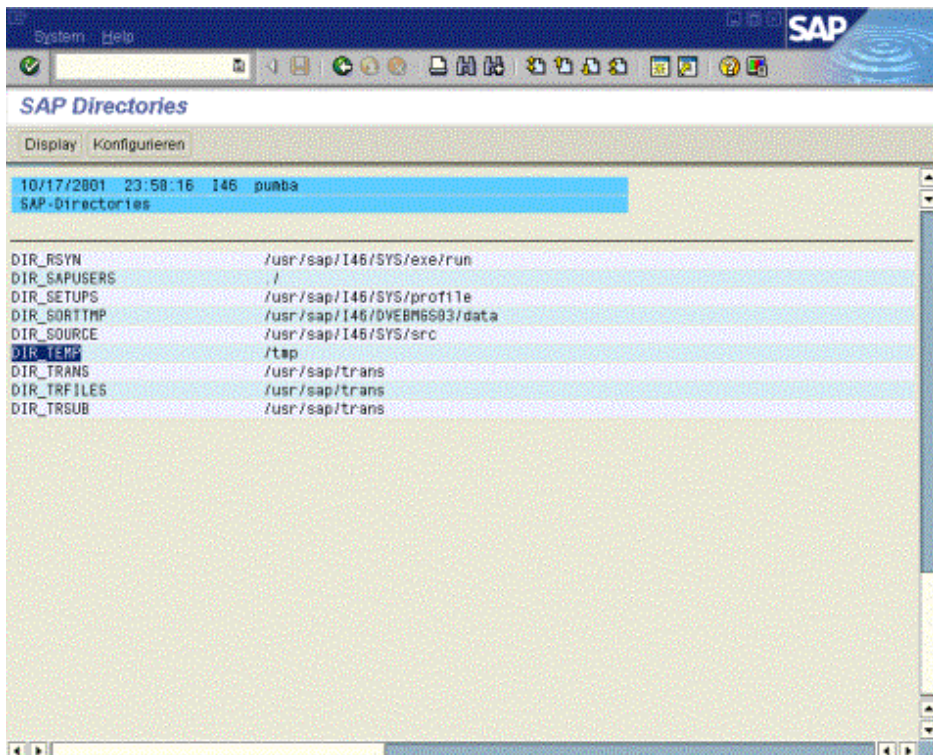 System Help
SAP
SAP Directories
Display Konfigurieren
10/17/2001 23:58:16 I46 pumba
SAP-Directories
DIR_RSYN /usr/sap/I46/SYS/exe/run
DIR_SAPUSERS ./
DIR_SETUPS /usr/sap/I46/SYS/profile
DIR_SORTTMP /usr/sap/I46/DVEBMGS03/data
DIR_SOURCE /usr/sap/I46/SYS/src
DIR_TEMP /tmp
DIR_TRANS /usr/sap/trans
DIR_TRFILES /usr/sap/trans
DIR_TRSUB /usr/sap/trans